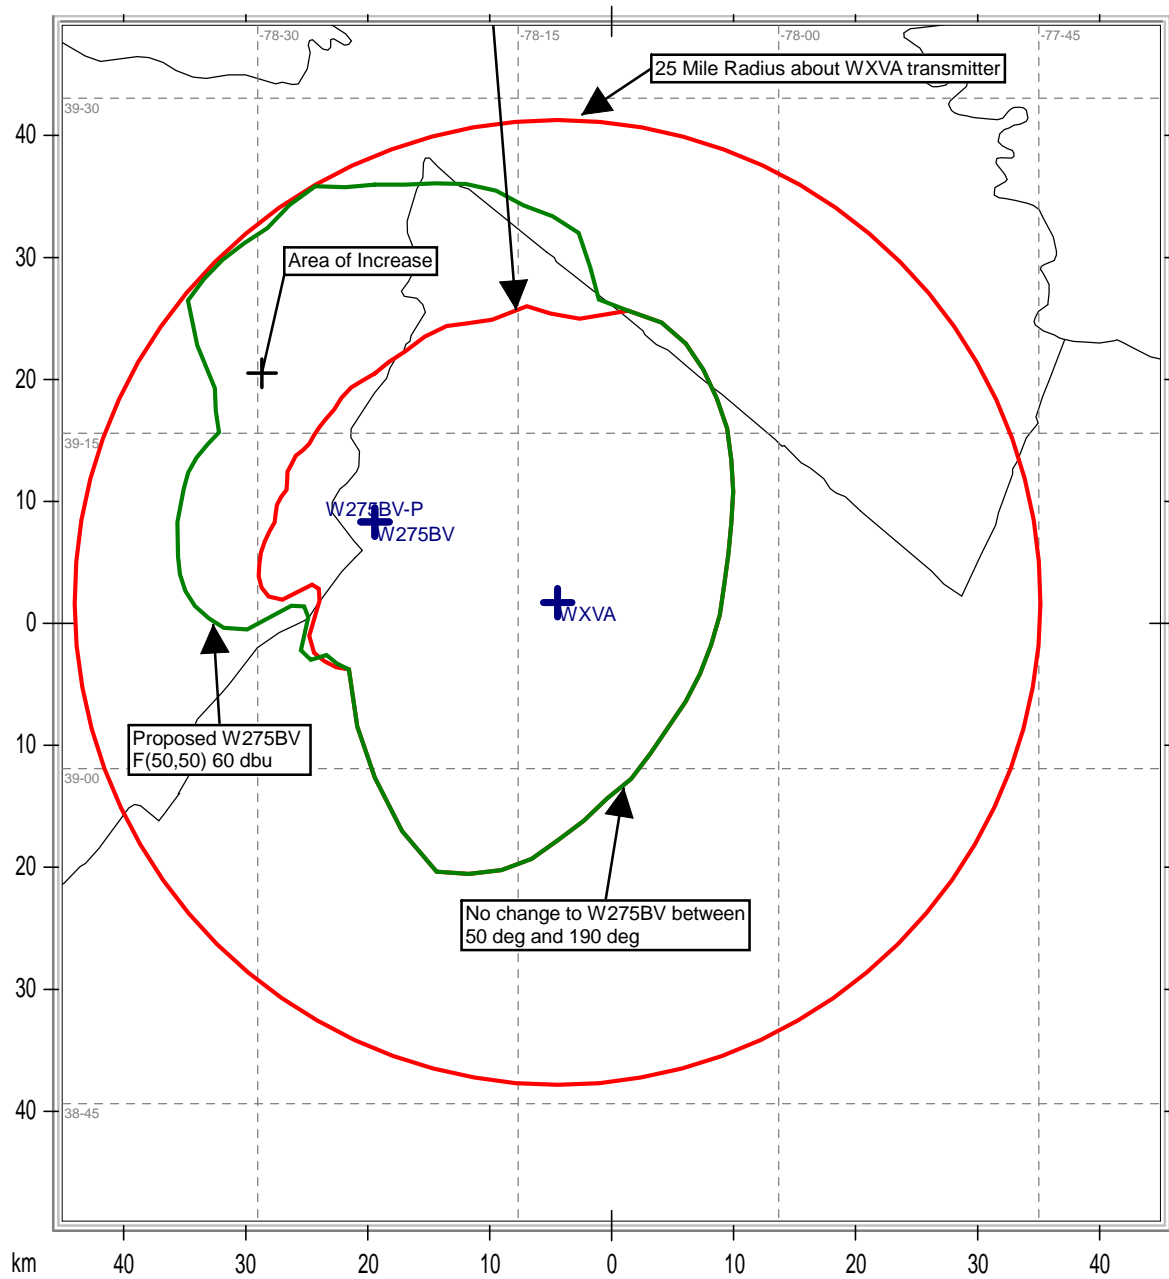 -78-30
-78-15
-78-00
-77-45
25 Mile Radius about WXVA transmitter
39-30
40
30
Area of Increase
20
39-15
10
W275BV-P
W275BV
WXVA
0
Proposed W275BV
F(50,50) 60 dbu
10
39-00
20
No change to W275BV between
50 deg and 190 deg
30
40
38-45
km
40
30
20
10
0
10
20
30
40